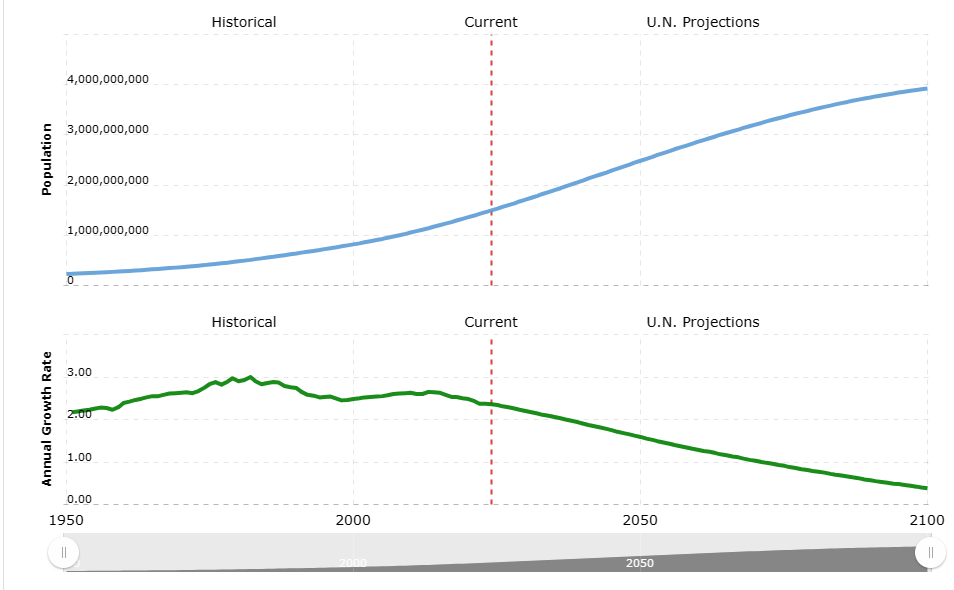 Historical Current U.N. Projections
4,000,000,000
3,000,000,000
Population
2,000,000,000
1,000,000,000
0
Historical Current U.N. Projections
3.00
Annual Growth Rate
2.00
1.00
0.00
1950 2000 2050 2100
2000 2050